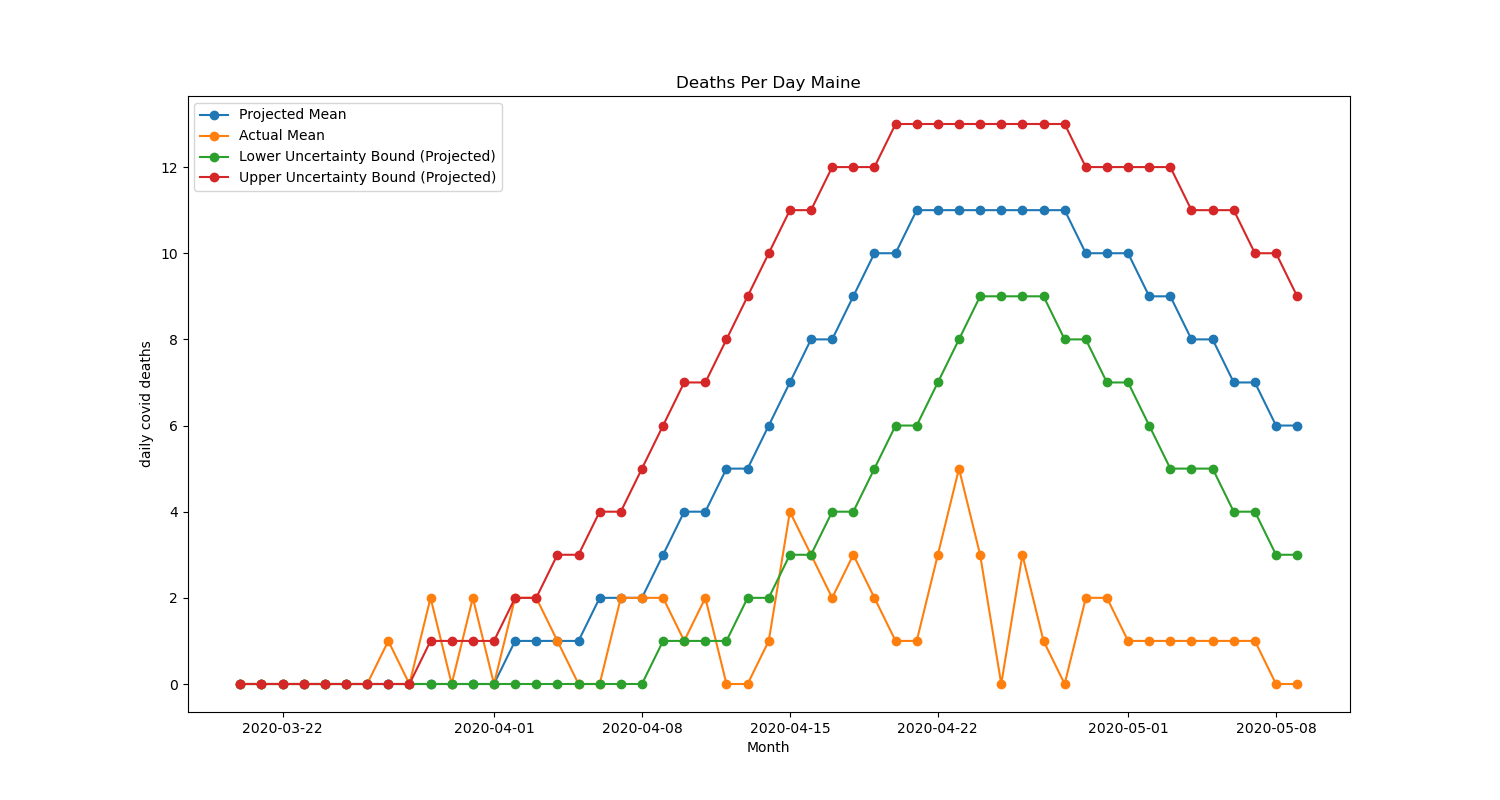 Deaths Per Day Maine
Projected Mean
Actual Mean
Lower Uncertainty Bound (Projected)
Upper Uncertainty Bound (Projected)
12
10
8
6
4
2
0
daily covid deaths
2020-03-22 2020-04-01 2020-04-08 2020-04-15 2020-04-22 2020-05-01 2020-05-08
Month